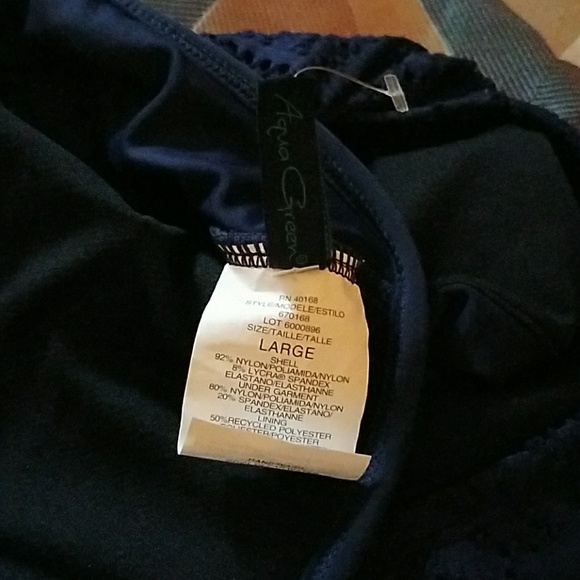 Aqua Green®
RN 40168
STYLE/MODELE/ESTILO
670168
LOT 6000896
SIZE/TAILLE/TALLE
LARGE
SHELL
92% NYLON/POLIAMIDA/NYLON
8% LYCRA® SPANDEX
ELASTANO/ELASTHANNE
UNDER GARMENT
80% NYLON/POLIAMIDA/NYLON
20% SPANDEX/ELASTANO/
ELASTHANNE
LINING
50%RECYCLED POLYESTER
POLIESTER/POYESTER